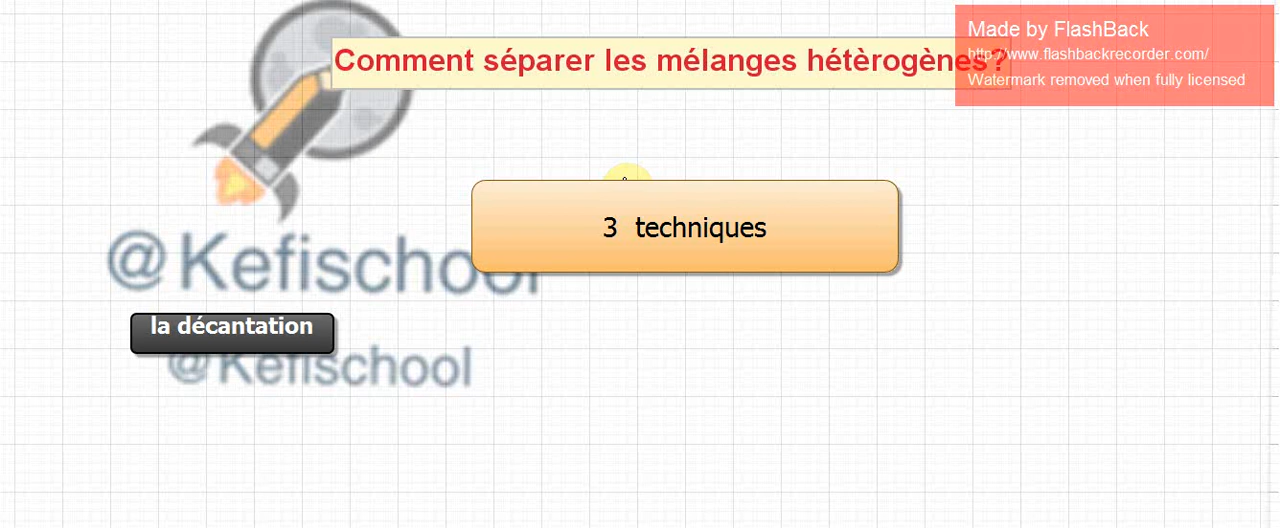 Comment séparer les mélanges hétèrogènes?
Made by FlashBack
http://www.flashbackrecorder.com/
Watermark removed when fully licensed
3 techniques
@Kefischool
la décantation
@Kefischool